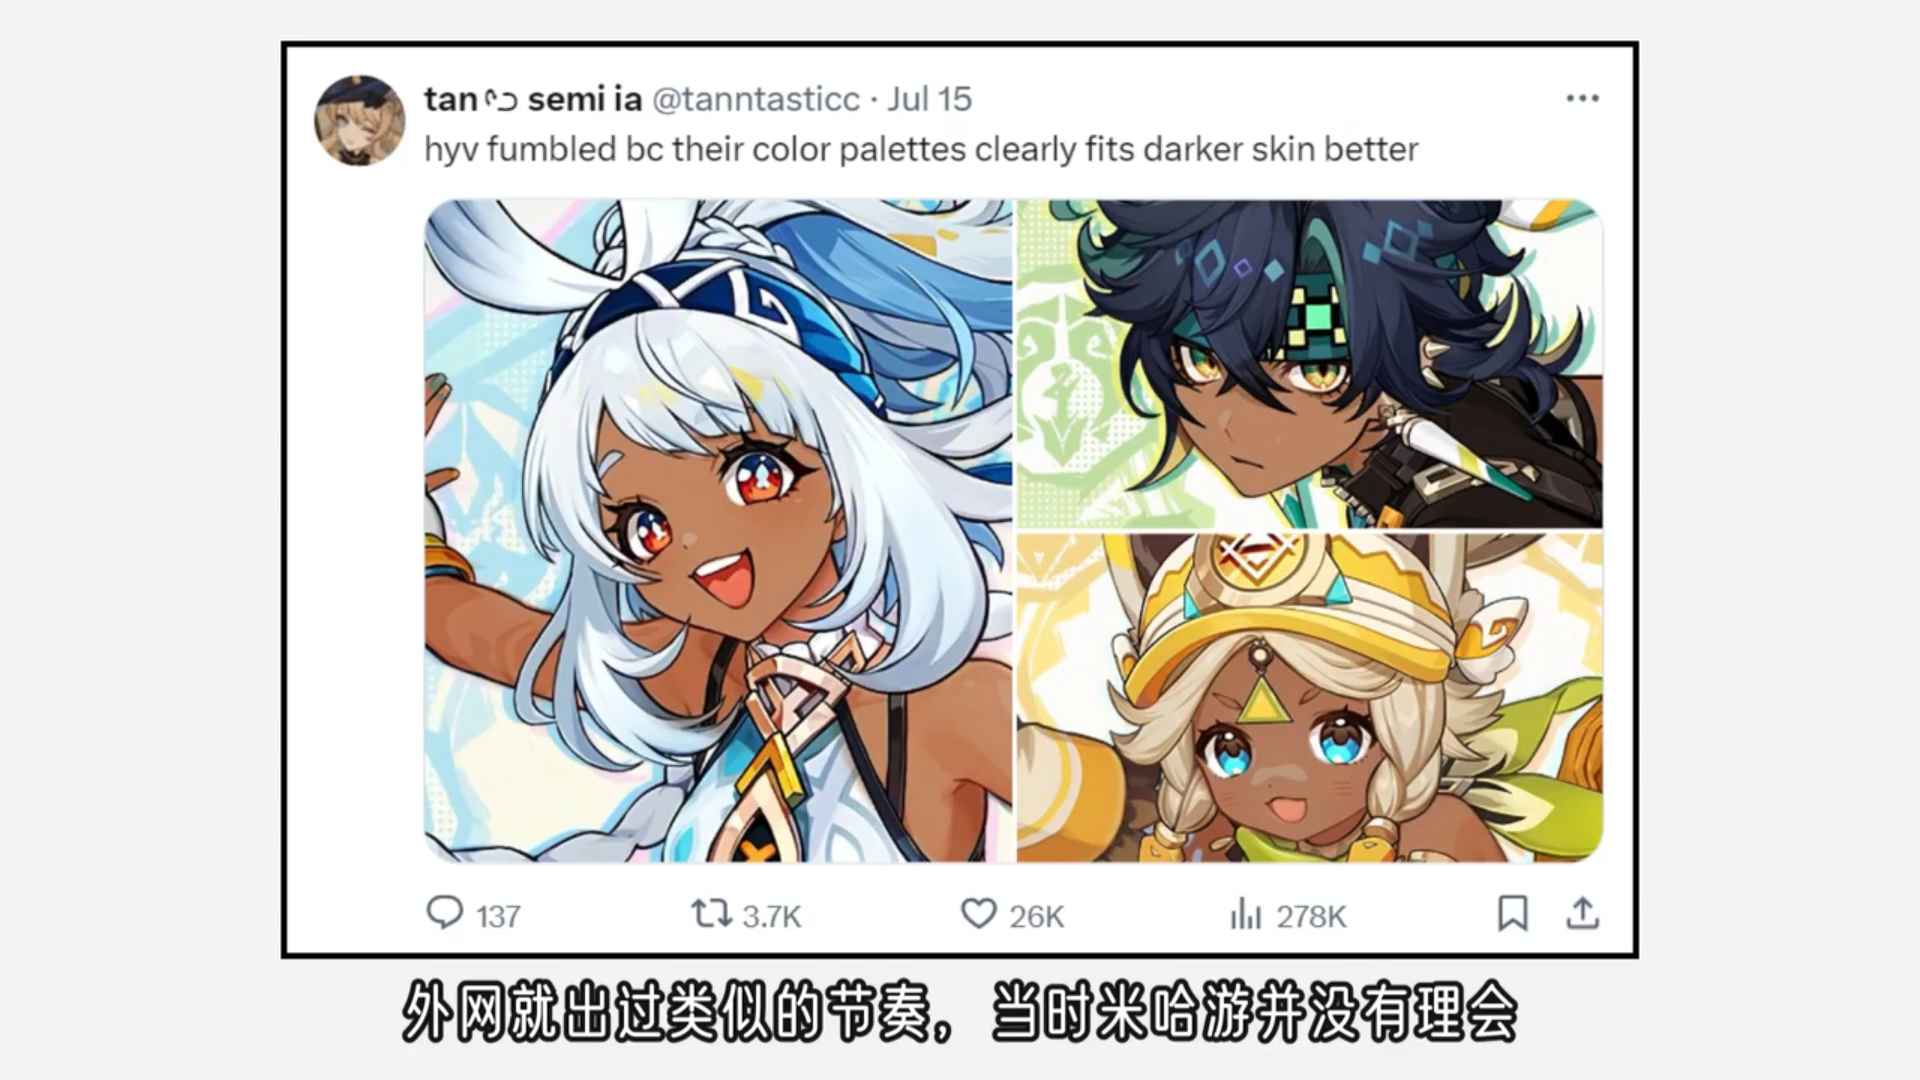 tan semi ia @tanntasticc · Jul 15
hyv fumbled bc their color palettes clearly fits darker skin better
137 3.7K 26K 278K
外网就出过类似的节奏，当时米哈游并没有理会